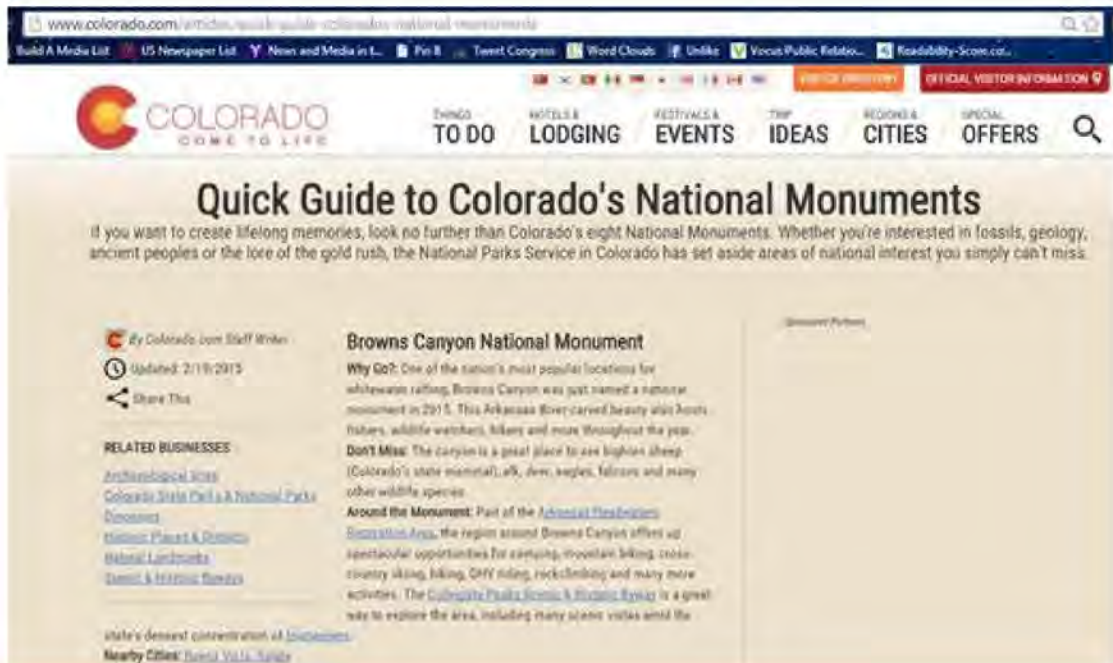 www.colorado.com/articles/quick-guide-colorados-national-monuments
Build A Media List US Newspaper List News and Media in t... Pin It Tweet Congress Word Clouds Unlike Vocus Public Relatio... Readability-Score.co...
OFFICIAL VISITOR INFORMATION
COLORADO
COME TO LIFE
THINGS
TO DO
HOTELS &
LODGING
FESTIVALS &
EVENTS
TRIP
IDEAS
REGIONS &
CITIES
SPECIAL
OFFERS
Quick Guide to Colorado's National Monuments
If you want to create lifelong memories, look no further than Colorado's eight National Monuments. Whether you're interested in fossils, geology,
ancient peoples or the lore of the gold rush, the National Parks Service in Colorado has set aside areas of national interest you simply can't miss.
By Colorado.com Staff Writer
Updated: 2/19/2015
Share This
RELATED BUSINESSES
Archaeological Sites
Colorado State Parks & National Parks
Dinosaurs
Historic Places & Districts
Natural Landmarks
Scenic & Historic Byways
Browns Canyon National Monument
Why Go?: One of the nation's most popular locations for
whitewater rafting, Browns Canyon was just named a national
monument in 2015. This Arkansas River-carved beauty also hosts
fishers, wildlife watchers, hikers and more throughout the year.
Don't Miss: The canyon is a great place to see bighorn sheep
(Colorado's state mammal), elk, deer, eagles, falcons and many
other wildlife species.
Around the Monument: Part of the Arkansas Headwaters
Recreation Area, the region around Browns Canyon offers up
spectacular opportunities for camping, mountain biking, cross-
country skiing, hiking, OHV riding, rock climbing and many more
activities. The Collegiate Peaks Scenic & Historic Byway is a great
way to explore the area, including many scenic vistas amid the
state's densest concentration of
Nearby Cities: Buena Vista, Salida
Sponsored Partners